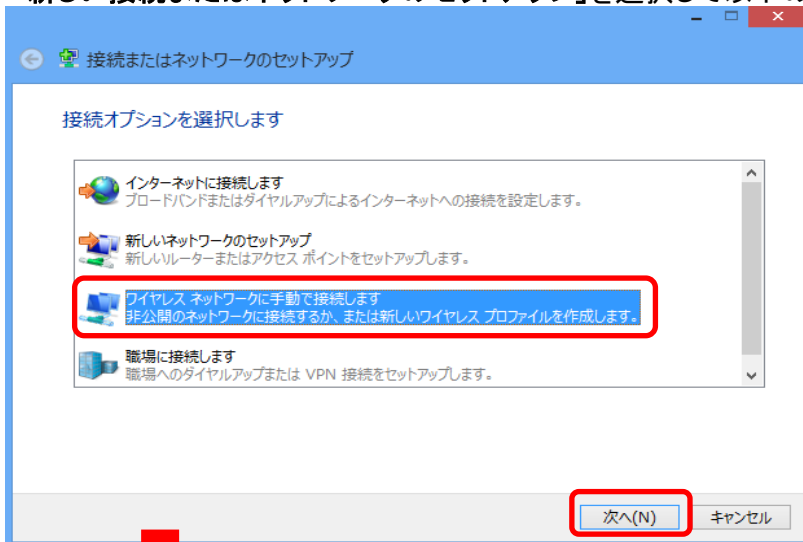 接続またはネットワークのセットアップ
接続オプションを選択します
インターネットに接続します
ブロードバンドまたはダイヤルアップによるインターネットへの接続を設定します。
新しいネットワークのセットアップ
新しいルーターまたはアクセス ポイントをセットアップします。
ワイヤレス ネットワークに手動で接続します
非公開のネットワークに接続するか、または新しいワイヤレス プロファイルを作成します。
職場に接続します
職場へのダイヤルアップまたは VPN 接続をセットアップします。
次へ(N)
キャンセル